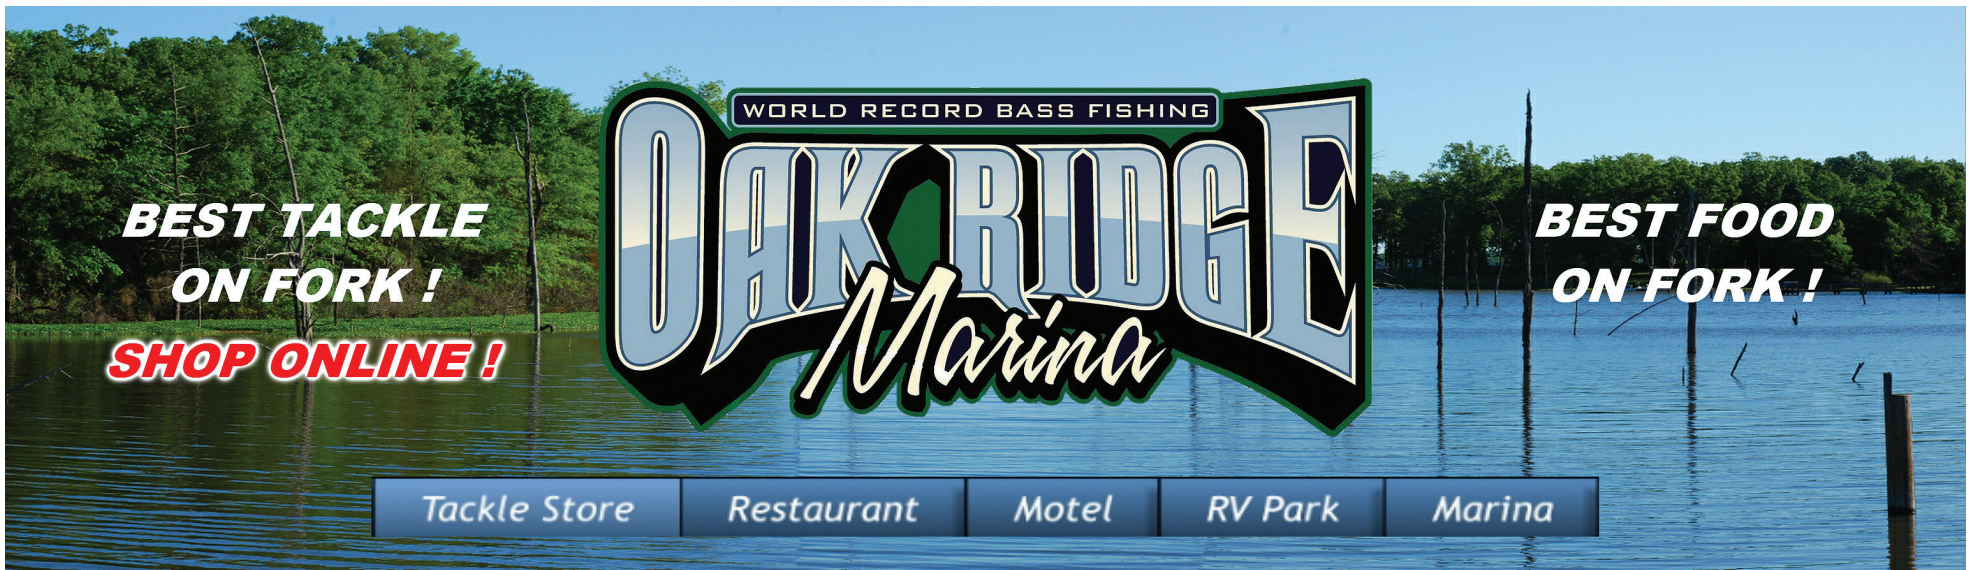 WORLD RECORD BASS FISHING
OAK RIDGE
Marina
BEST TACKLE
ON FORK !
SHOP ONLINE !
BEST FOOD
ON FORK !
Tackle Store Restaurant Motel RV Park Marina